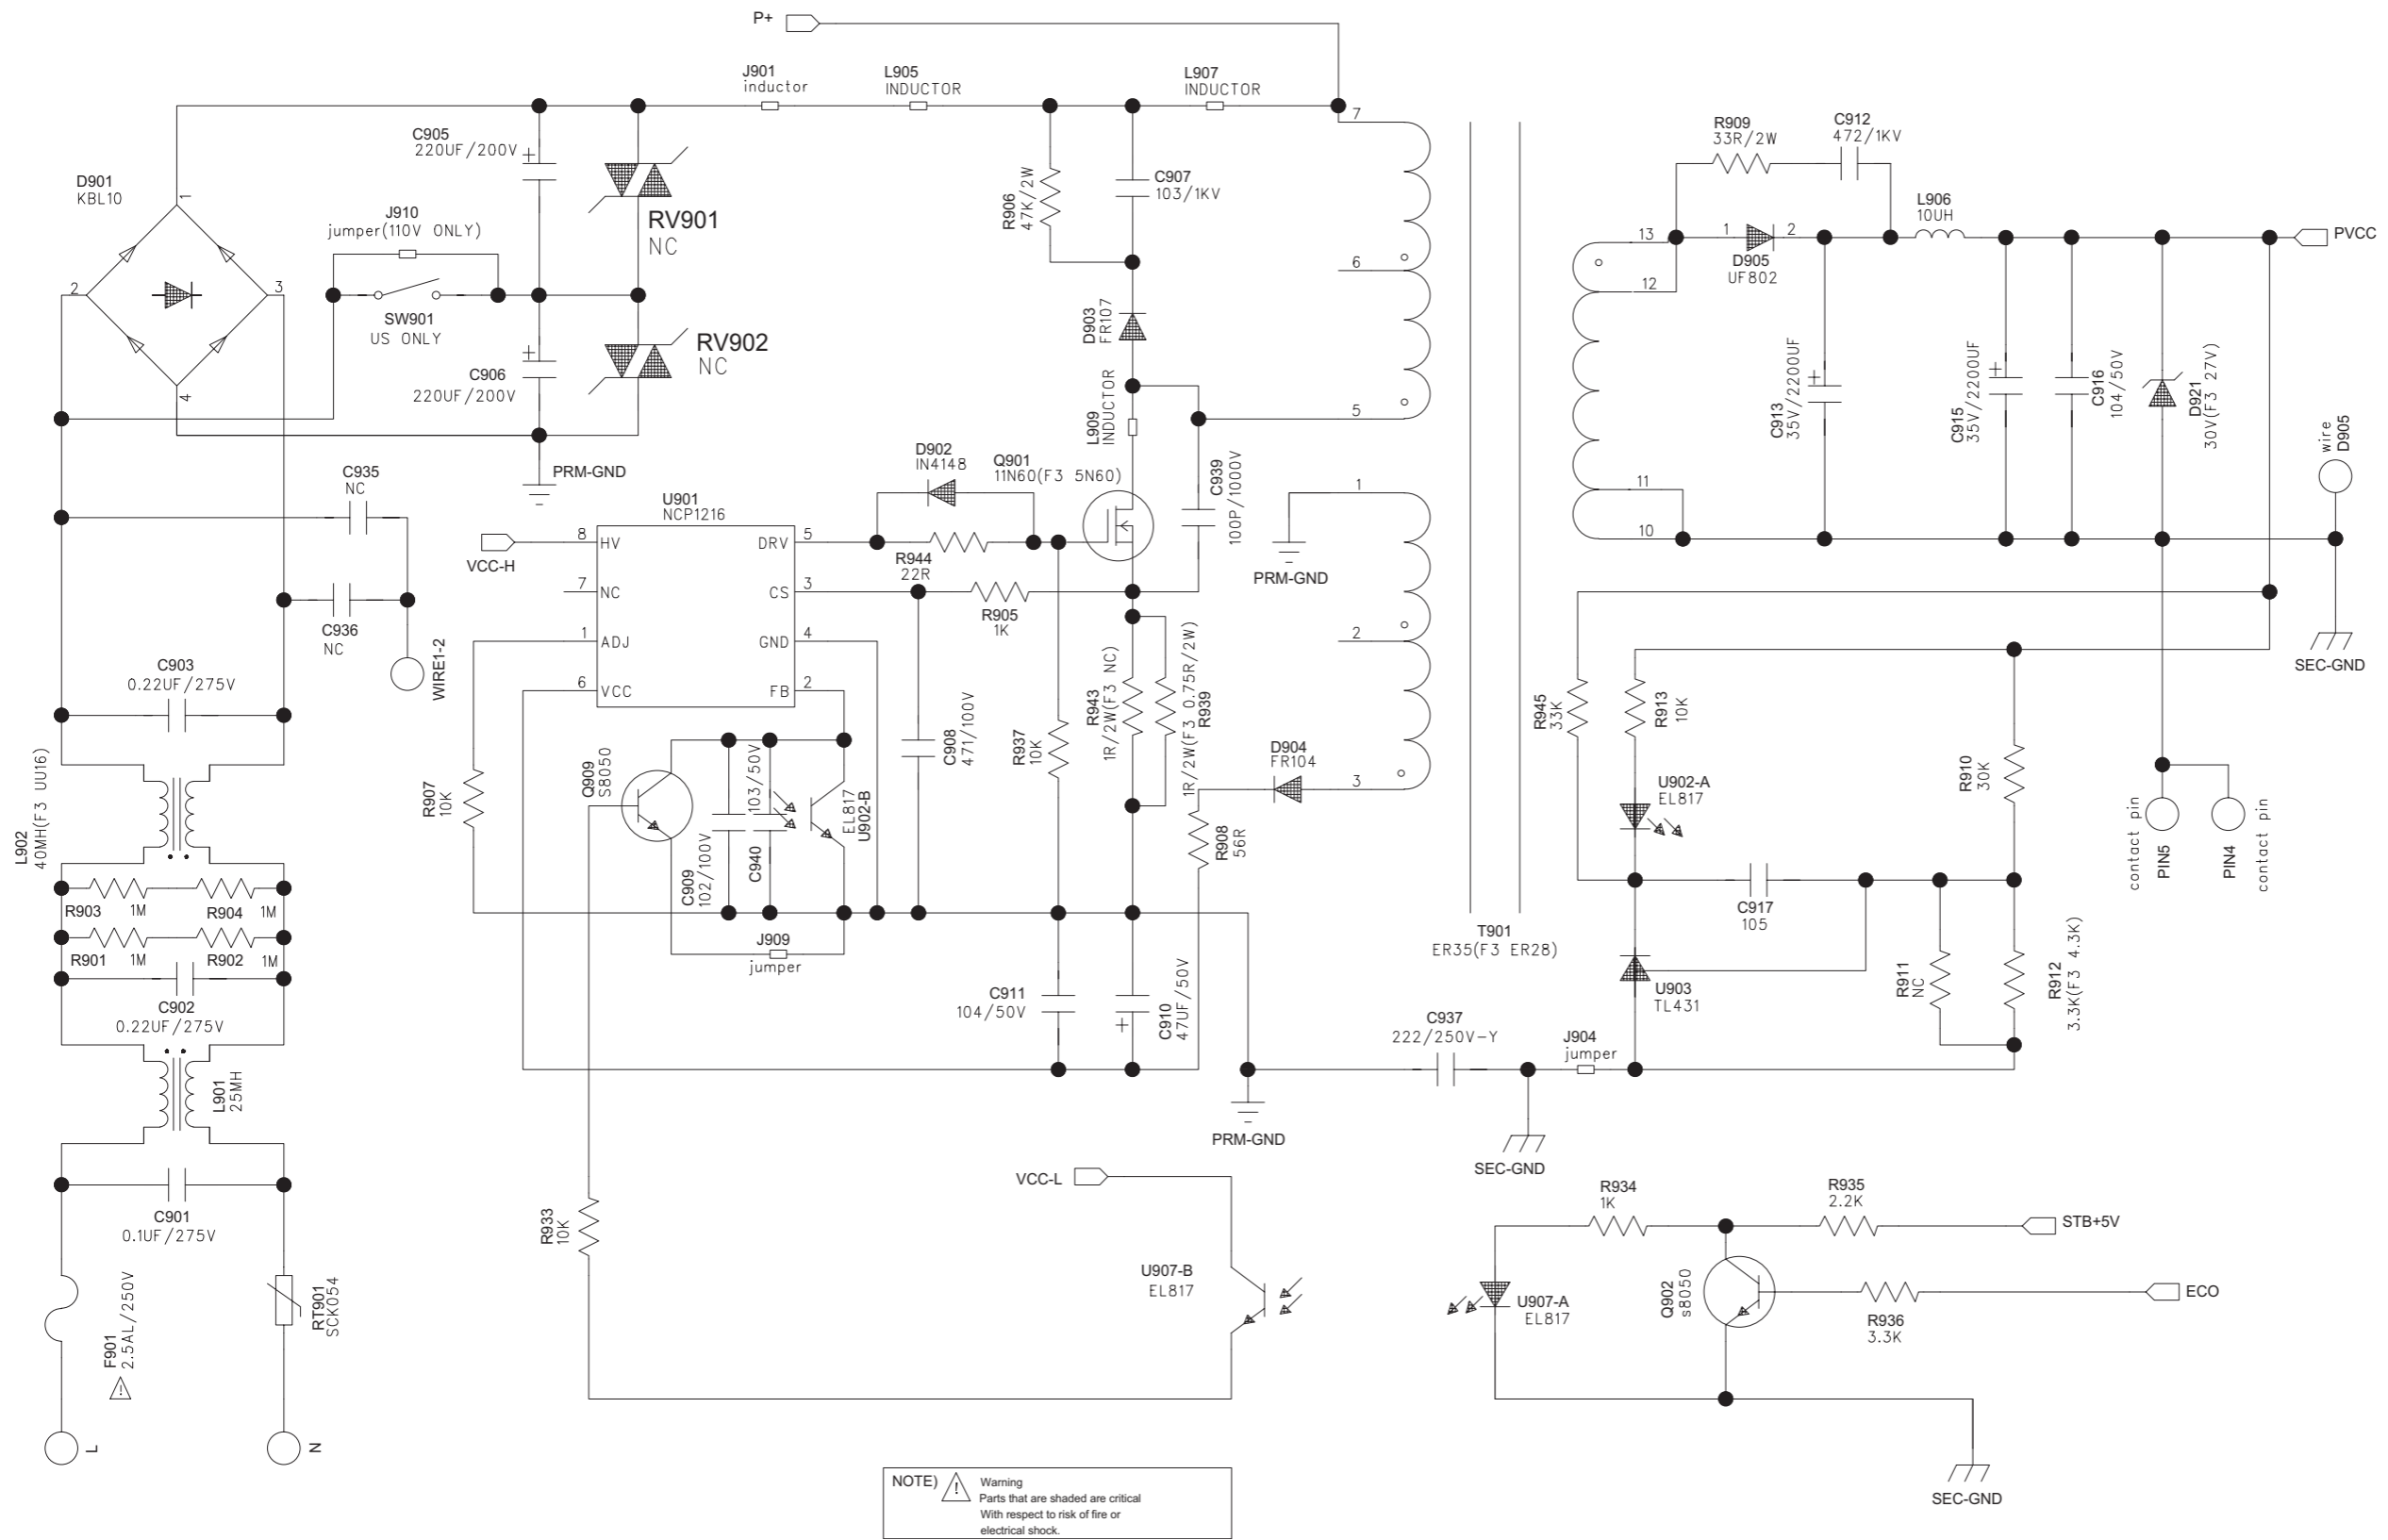 P+
J901
inductor
L905
INDUCTOR
L907
INDUCTOR
7
C905
220UF/200V
+
D901
KBL10
1
2
3
4
J910
jumper(110V ONLY)
SW901
US ONLY
RV901
NC
RV902
NC
C906
220UF/200V
+
PRM-GND
R906
47K/2W
C907
103/1KV
D903
FR107
L909
INDUCTOR
6
5
R909
33R/2W
C912
472/1KV
L906
10UH
13
12
11
10
1
2
D905
UF802
PVCC
C913
35V/2200UF
+
C915
35V/2200UF
+
C916
104/50V
D921
30V(F3 27V)
wire
D905
SEC-GND
C935
NC
C936
NC
WIRE1-2
U901
NCP1216
VCC-H
8
HV
7
NC
1
ADJ
6
VCC
DRV
5
CS
3
GND
4
FB
2
D902
IN4148
Q901
11N60(F3 5N60)
R944
22R
R905
1K
C939
100P/1000V
1
PRM-GND
2
3
C903
0.22UF/275V
L902
40MH(F3 UU16)
R903
1M
R904
1M
R901
1M
R902
1M
C902
0.22UF/275V
L901
25MH
C901
0.1UF/275V
F901
2.5AL/250V
!
RT901
SCK054
L
N
R907
10K
Q909
S8050
C909
102/100V
C940
103/50V
EL817
U902-B
C908
471/100V
R937
10K
R943
1R/2W(F3 NC)
1R/2W(F3 0.75R/2W)
R939
D904
FR104
R908
56R
J909
jumper
C911
104/50V
C910
47UF/50V
+
T901
ER35(F3 ER28)
R945
33K
R913
10K
U902-A
EL817
R910
30K
C917
105
U903
TL431
R911
NC
R912
3.3K(F3 4.3K)
contact pin
PIN5
PIN4
contact pin
C937
222/250V-Y
J904
jumper
PRM-GND
SEC-GND
R933
10K
VCC-L
U907-B
EL817
R934
1K
R935
2.2K
STB+5V
U907-A
EL817
Q902
s8050
R936
3.3K
ECO
SEC-GND
NOTE)
!
Warning
Parts that are shaded are critical
With respect to risk of fire or
electrical shock.